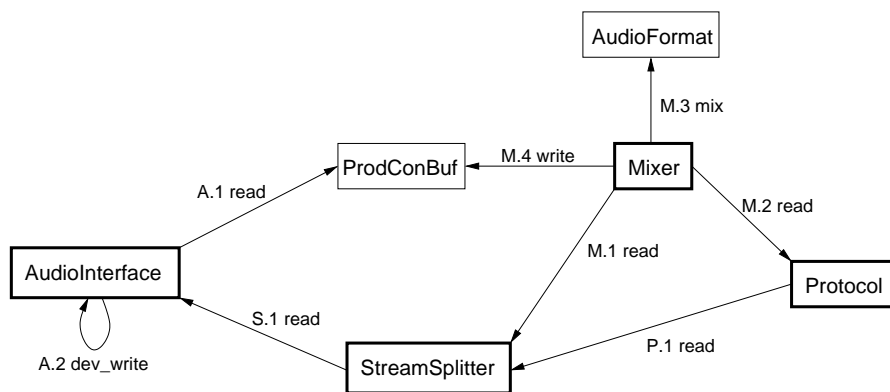 AudioFormat
M.3 mix
M.4 write
ProdConBuf
Mixer
A.1 read
M.2 read
M.1 read
AudioInterface
Protocol
S.1 read
P.1 read
A.2 dev_write
StreamSplitter